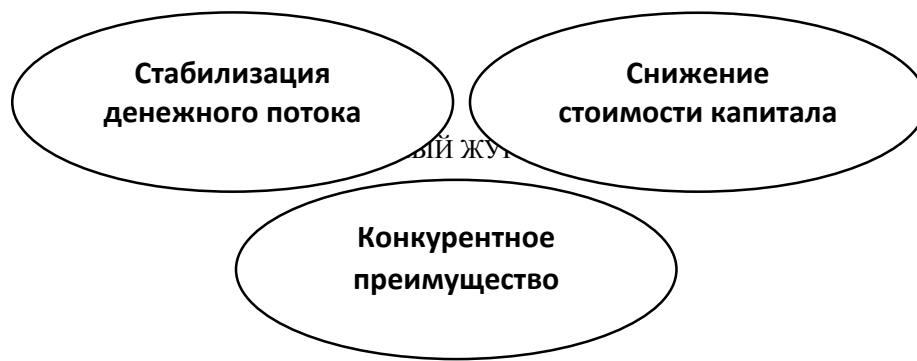 Стабилизация
денежного потока
Снижение
стоимости капитала
Конкурентное
преимущество